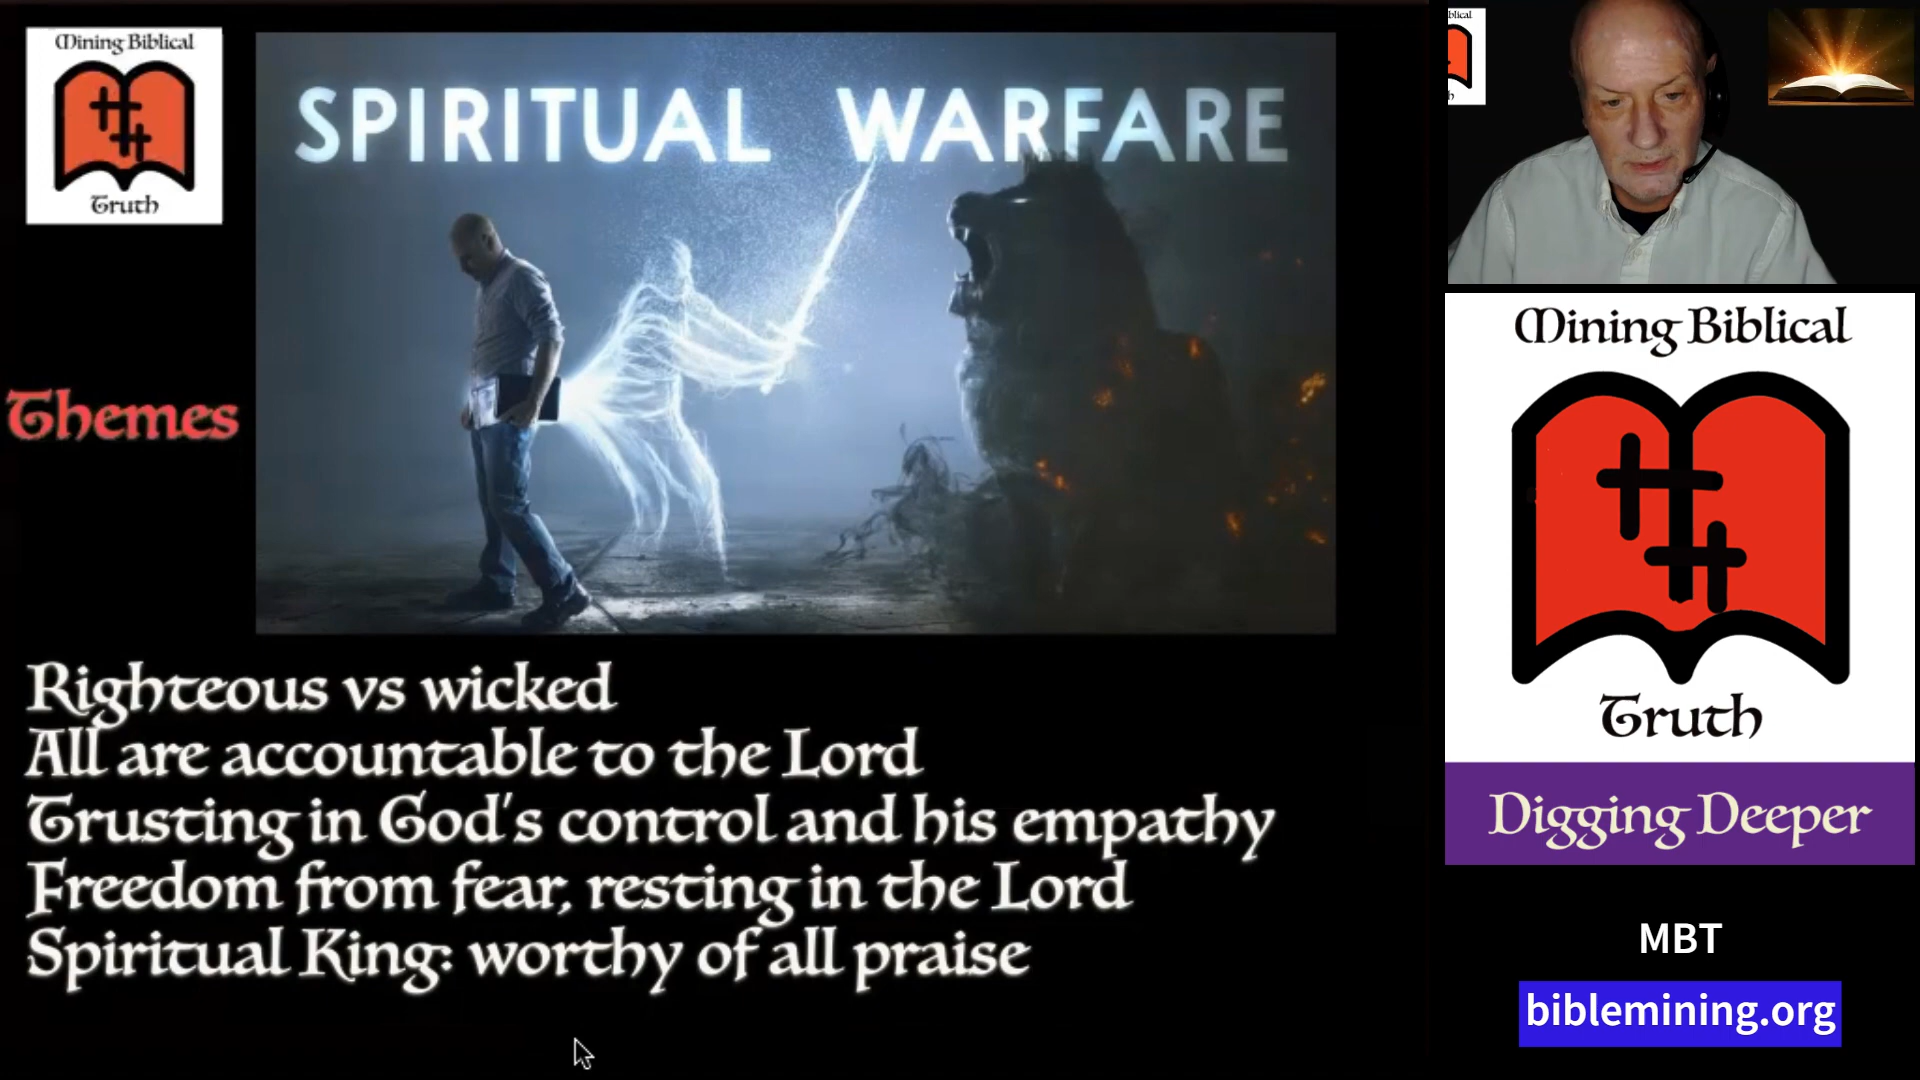 Mining Biblical
Truth
SPIRITUAL WARFARE
Themes
Righteous vs wicked
All are accountable to the Lord
Trusting in God's control and his empathy
Freedom from fear, resting in the Lord
Spiritual King: worthy of all praise
Mining Biblical
Truth
Digging Deeper
MBT
biblemining.org